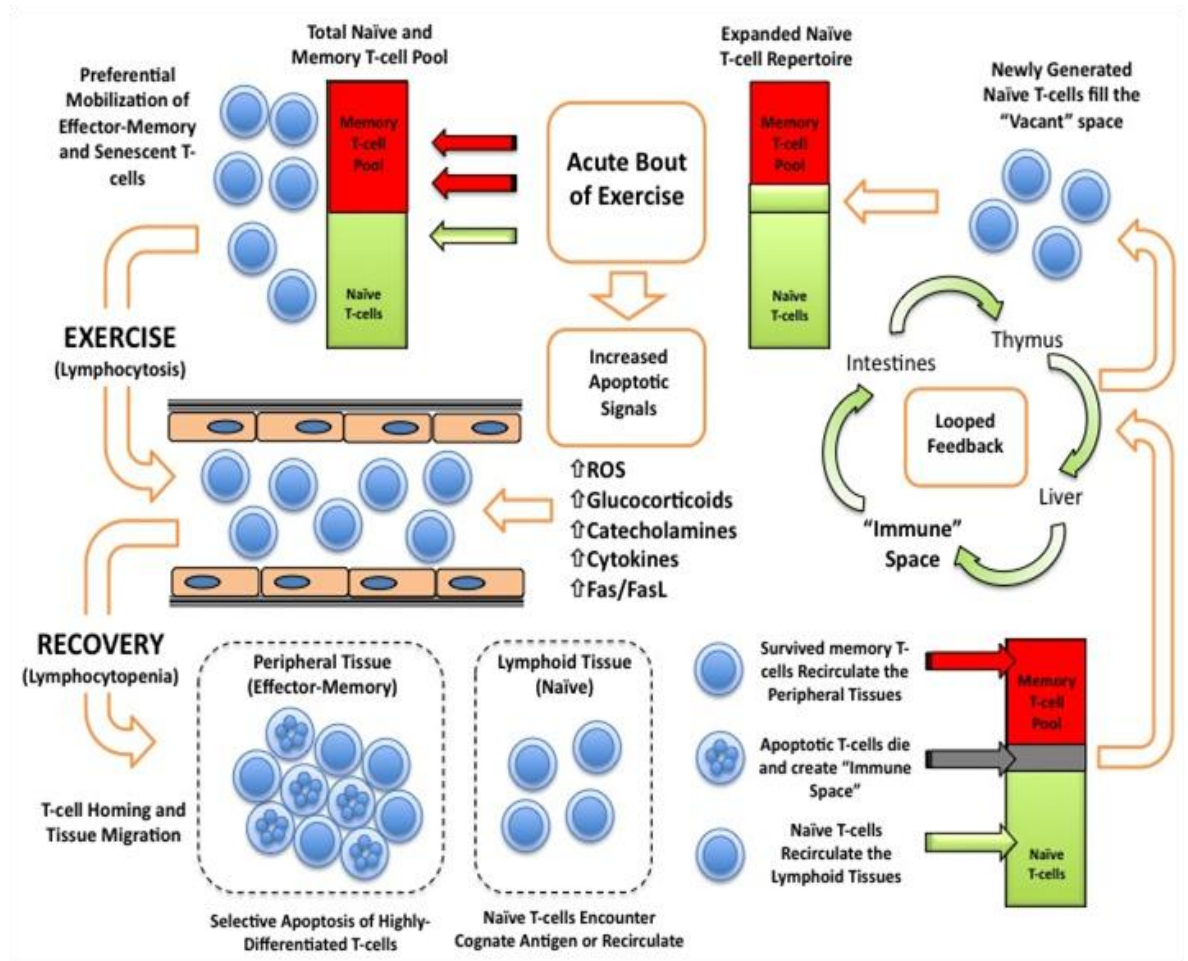 Total Naïve and
Memory T-cell Pool
Preferential
Mobilization of
Effector-Memory
and Senescent T-
cells
Memory
T-cell
Pool
Naïve
T-cells
Acute Bout
of Exercise
Expanded Naïve
T-cell Repertoire
Memory
T-cell
Pool
Naïve
T-cells
Newly Generated
Naïve T-cells fill the
“Vacant” space
EXERCISE
(Lymphocytosis)
Increased
Apoptotic
Signals
⇧ROS
⇧Glucocorticoids
⇧Catecholamines
⇧Cytokines
⇧Fas/FasL
Intestines
Thymus
Looped
Feedback
Liver
“Immune”
Space
RECOVERY
(Lymphocytopenia)
T-cell Homing and
Tissue Migration
Peripheral Tissue
(Effector-Memory)
Selective Apoptosis of Highly-
Differentiated T-cells
Lymphoid Tissue
(Naïve)
Naïve T-cells Encounter
Cognate Antigen or Recirculate
Survived memory T-
cells Recirculate the
Peripheral Tissues
Apoptotic T-cells die
and create “Immune
Space”
Naïve T-cells
Recirculate the
Lymphoid Tissues
Memory
T-cell
Pool
Naïve
T-cells